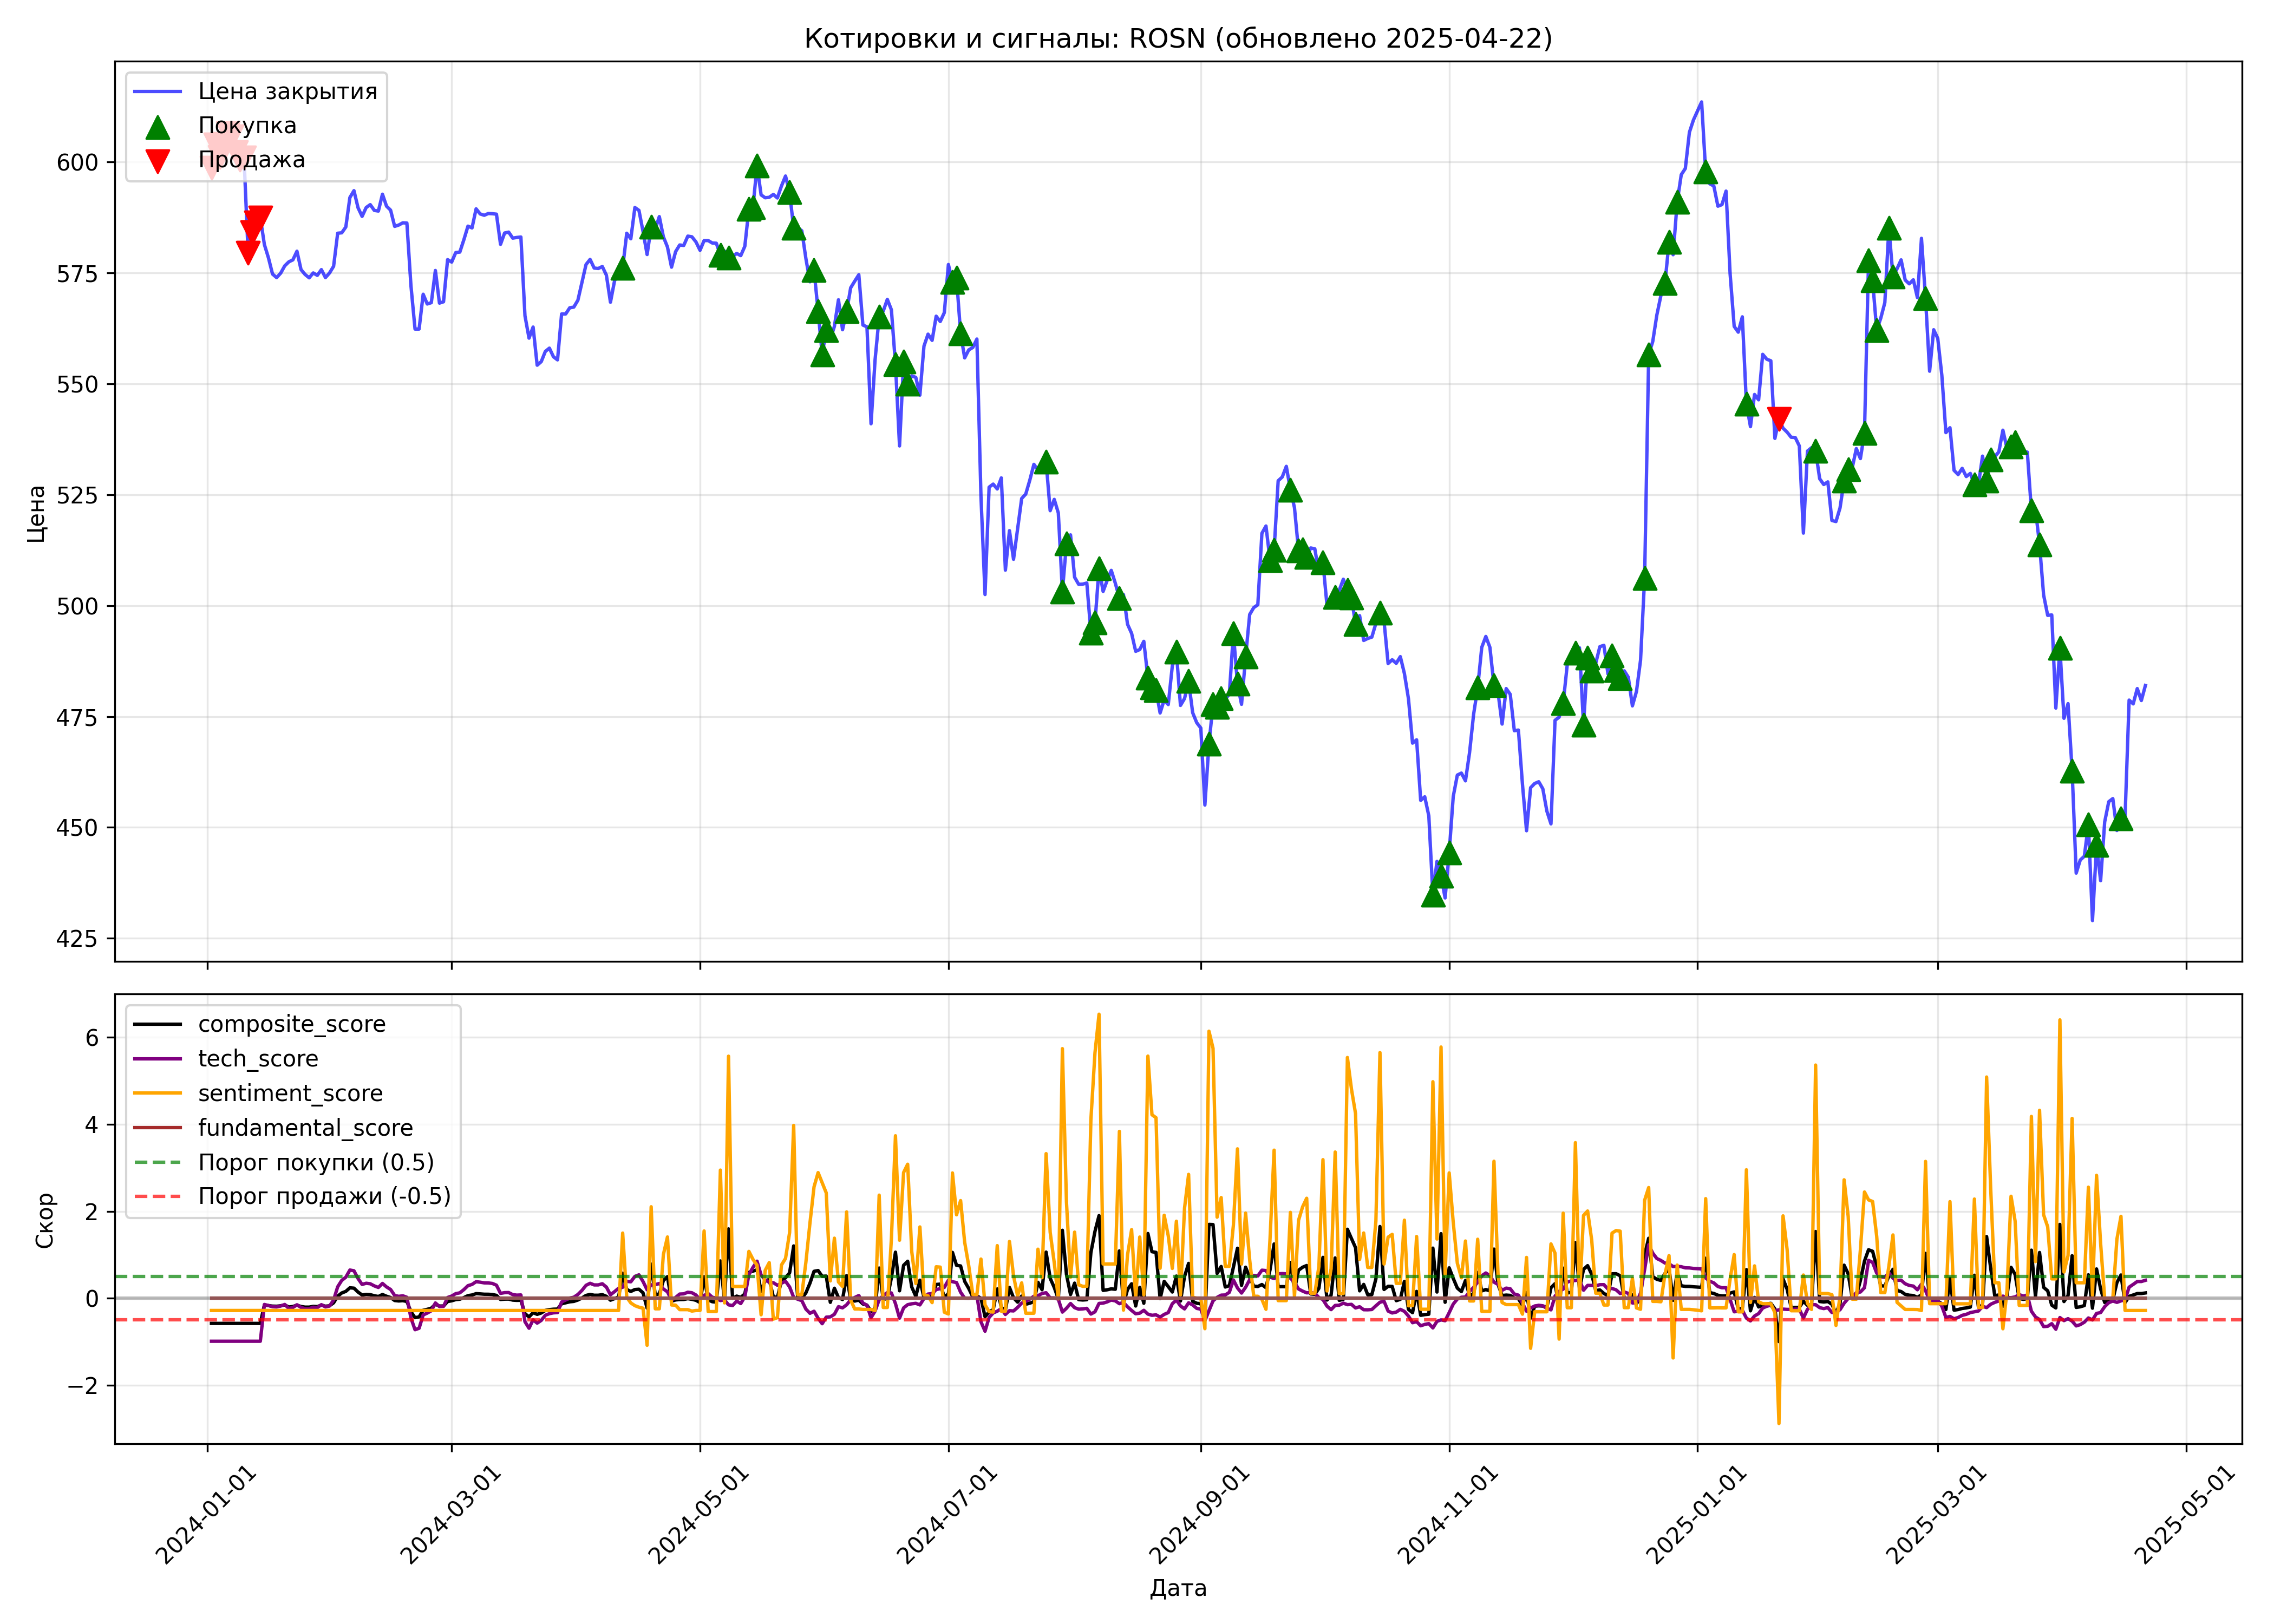 Котировки и сигналы: ROSN (обновлено 2025-04-22)
Цена закрытия
Покупка
Продажа
600
575
550
525
500
475
450
425
Цена
composite_score
tech_score
sentiment_score
fundamental_score
Порог покупки (0.5)
Порог продажи (-0.5)
6
4
2
0
−2
Скор
2024-01-01
2024-03-01
2024-05-01
2024-07-01
2024-09-01
2024-11-01
2025-01-01
2025-03-01
2025-05-01
Дата